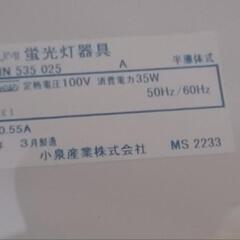 蛍光灯器具
IN 535 025 A 半導体式
定格電圧100V 消費電力35W
50Hz/60Hz
0.55A
3月製造 MS 2233
小泉産業株式会社